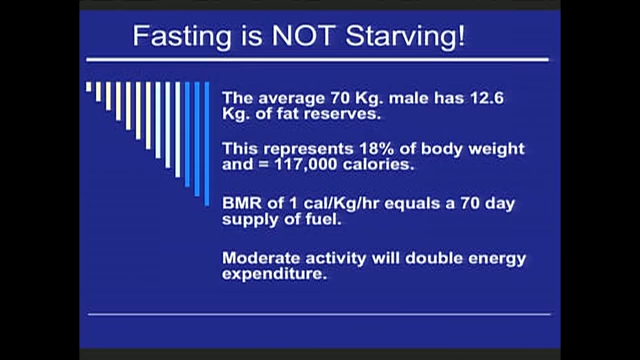 Fasting is NOT Starving!
The average 70 Kg. male has 12.6
Kg. of fat reserves.
This represents 18% of body weight
and = 117,000 calories.
BMR of 1 cal/Kg/hr equals a 70 day
supply of fuel.
Moderate activity will double energy
expenditure.